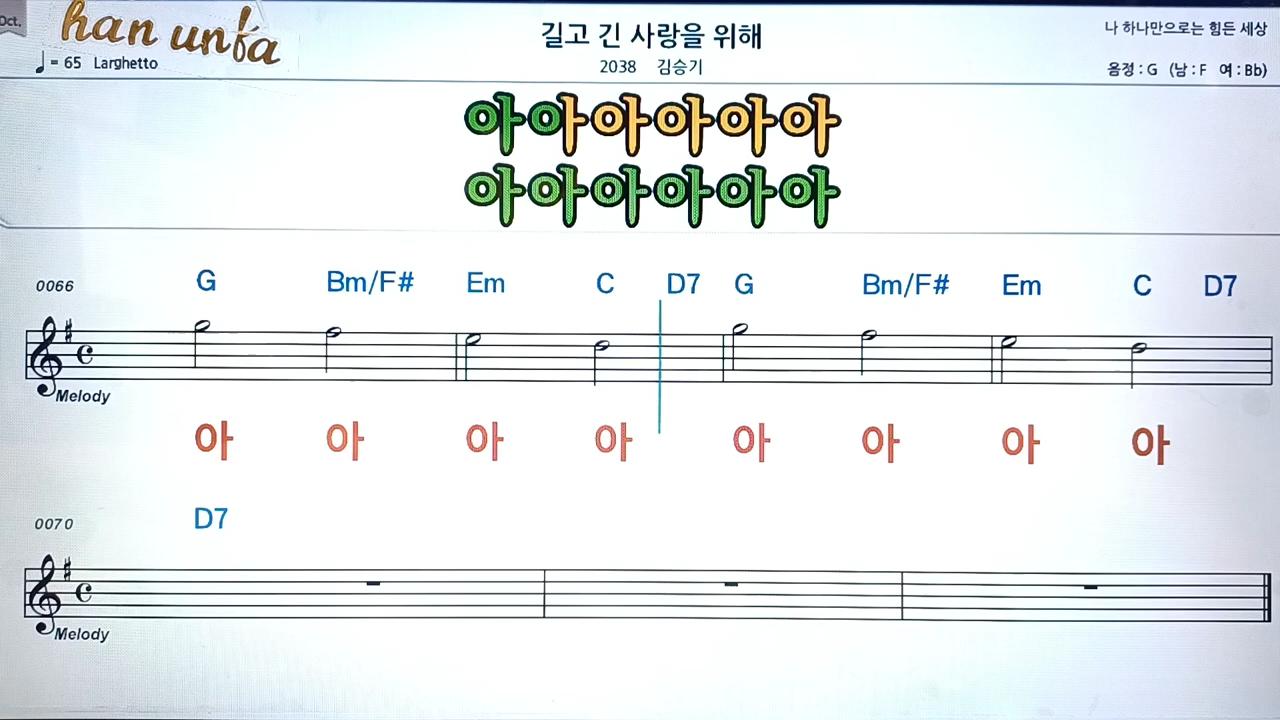 Oct.
han unfa
길고 긴 사랑을 위해
나 하나만으로는 힘든 세상
♩ = 65 Larghetto
2038 김승기
음정 : G (남 : F 여 : Bb)
아아아아아아
아아아아아아
0066 G Bm/F# Em C D7 G Bm/F# Em C D7
Melody
아 아 아 아 아 아 아 아
0070 D7
Melody